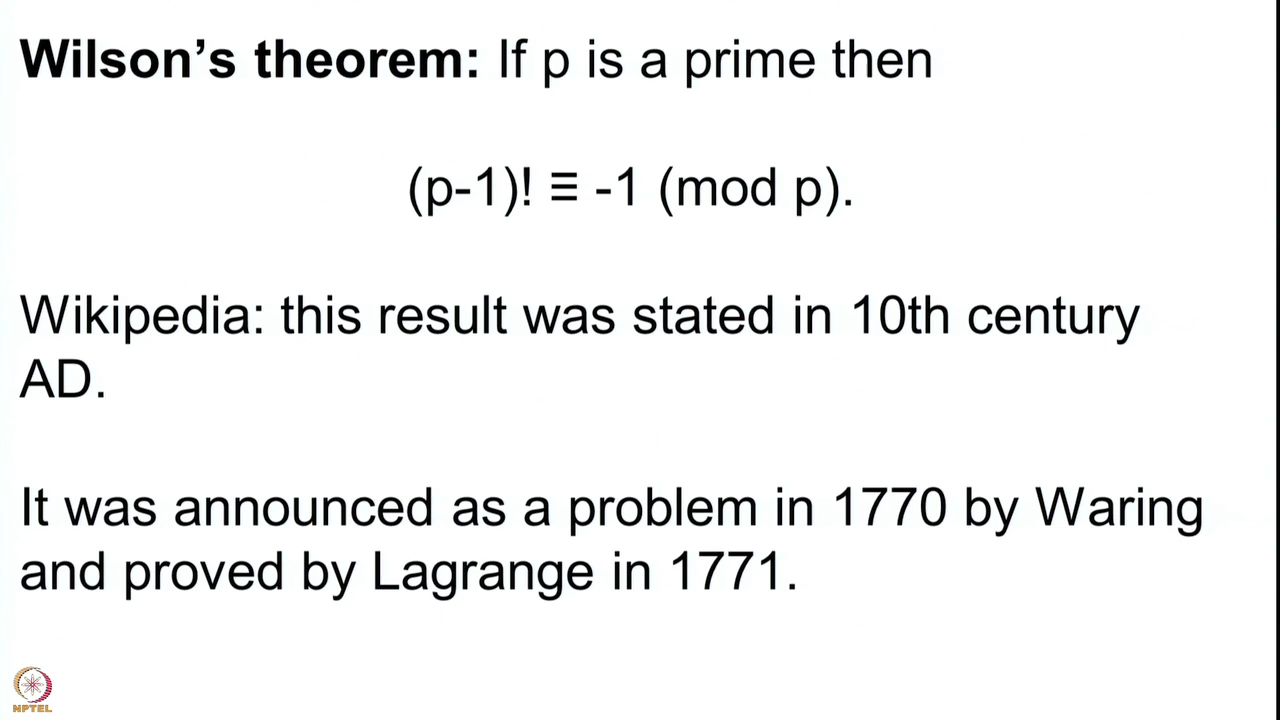 Wilson’s theorem: If p is a prime then
(p-1)! ≡ -1 (mod p).
Wikipedia: this result was stated in 10th century
AD.
It was announced as a problem in 1770 by Waring
and proved by Lagrange in 1771.
NPTEL